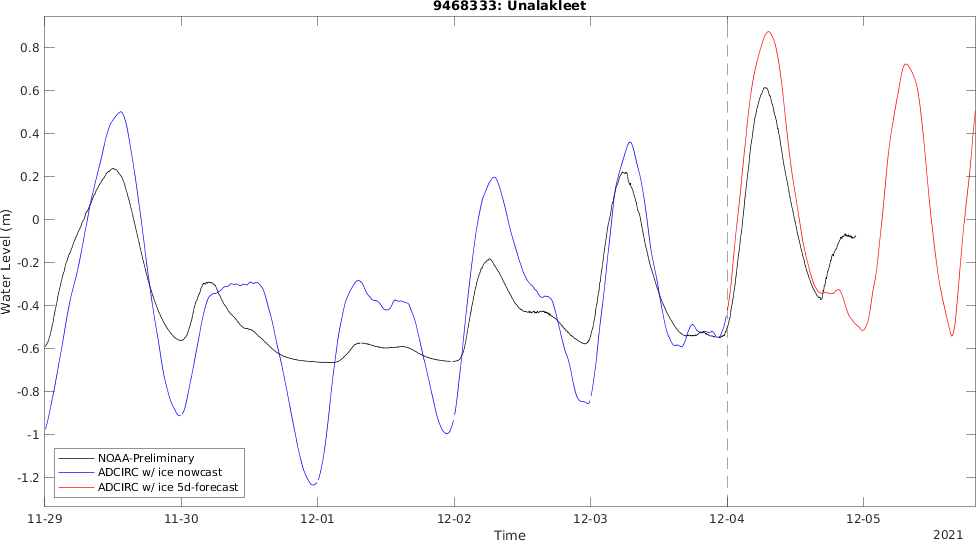 9468333: Unalakleet
0.8
0.6
0.4
0.2
0
-0.2
-0.4
-0.6
-0.8
-1
-1.2
Water Level (m)
NOAA-Preliminary
ADCIRC w/ ice nowcast
ADCIRC w/ ice 5d-forecast
11-29 11-30 12-01 12-02 12-03 12-04 12-05
Time
2021